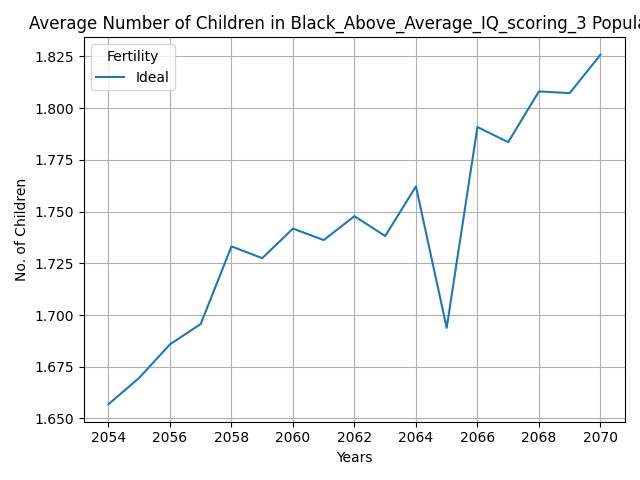 Average Number of Children in Black_Above_Average_IQ_scoring_3 Popula
Fertility
Ideal
No. of Children
1.825
1.800
1.775
1.750
1.725
1.700
1.675
1.650
2054 2056 2058 2060 2062 2064 2066 2068 2070
Years